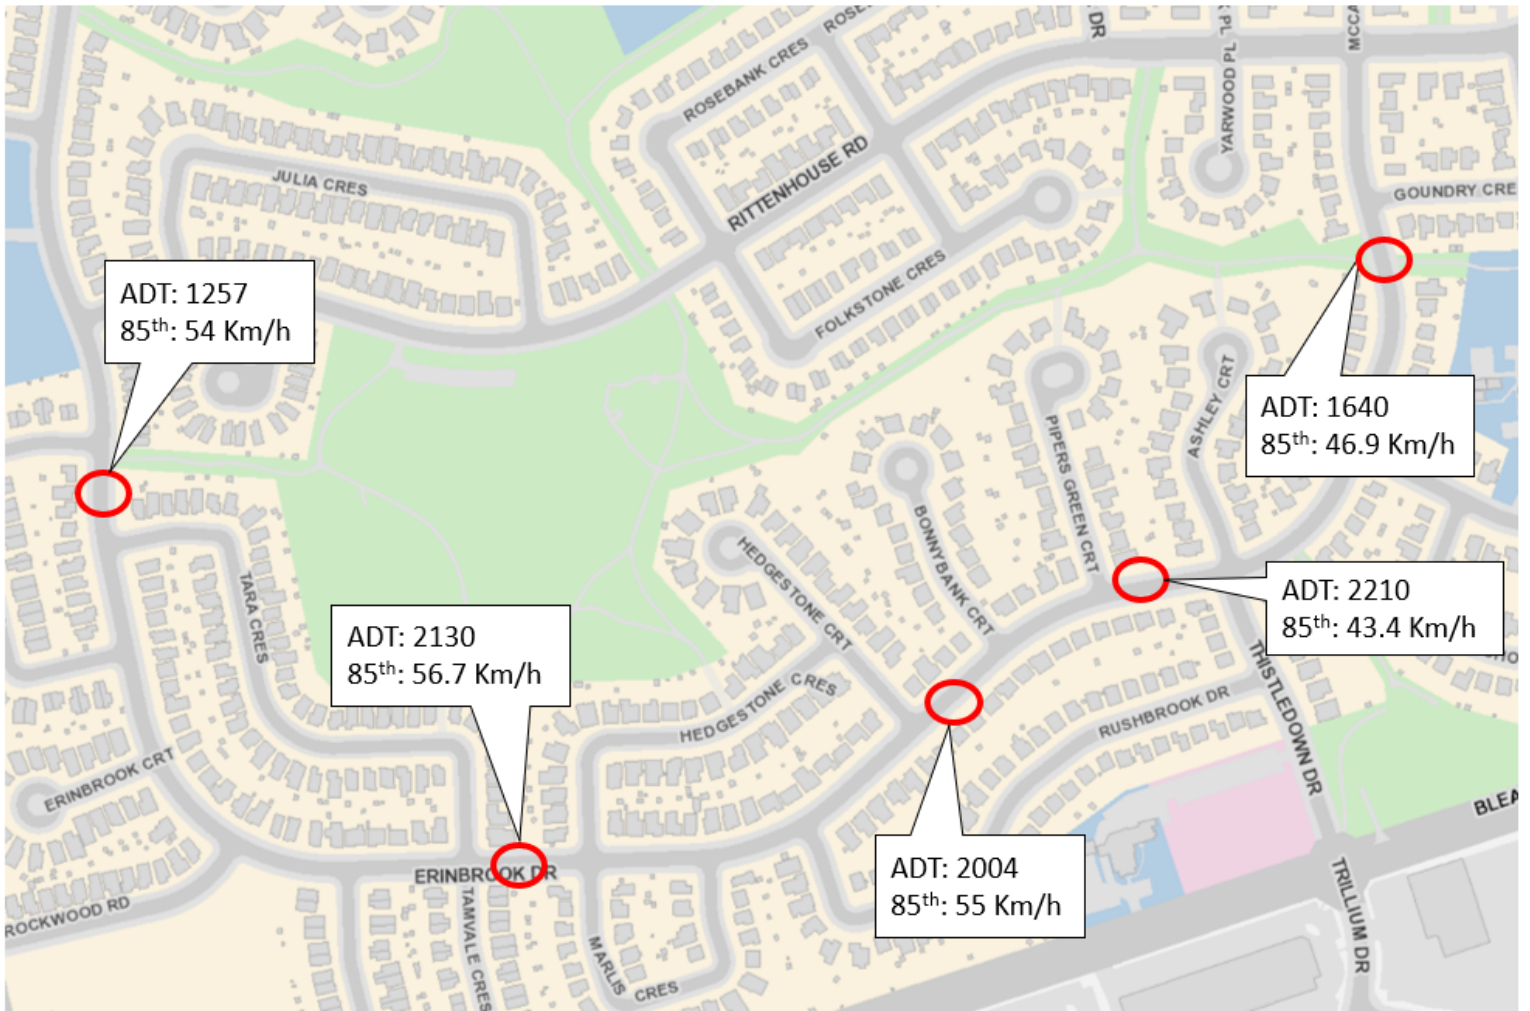 ROSEBANK CRES
DR
YARWOOD PL
RITTENHOUSE RD
JULIA CRES
GOUNDRY CRE
FOLKSTONE CRES
ADT: 1257
85th: 54 Km/h
ASHLEY CRT
ADT: 1640
85th: 46.9 Km/h
PIPERS GREEN CRT
BONNYBANK CRT
HEDGESTONE CRT
TARA CRES
ADT: 2210
85th: 43.4 Km/h
ADT: 2130
85th: 56.7 Km/h
THISTLEDOWN DR
HEDGESTONE CRES
RUSHBROOK DR
ERINBROOK CRT
BLEA
ADT: 2004
85th: 55 Km/h
ERINBROOK DR
TRILLIUM DR
ROCKWOOD RD
TAMVALE CRES
MARLIS CRES